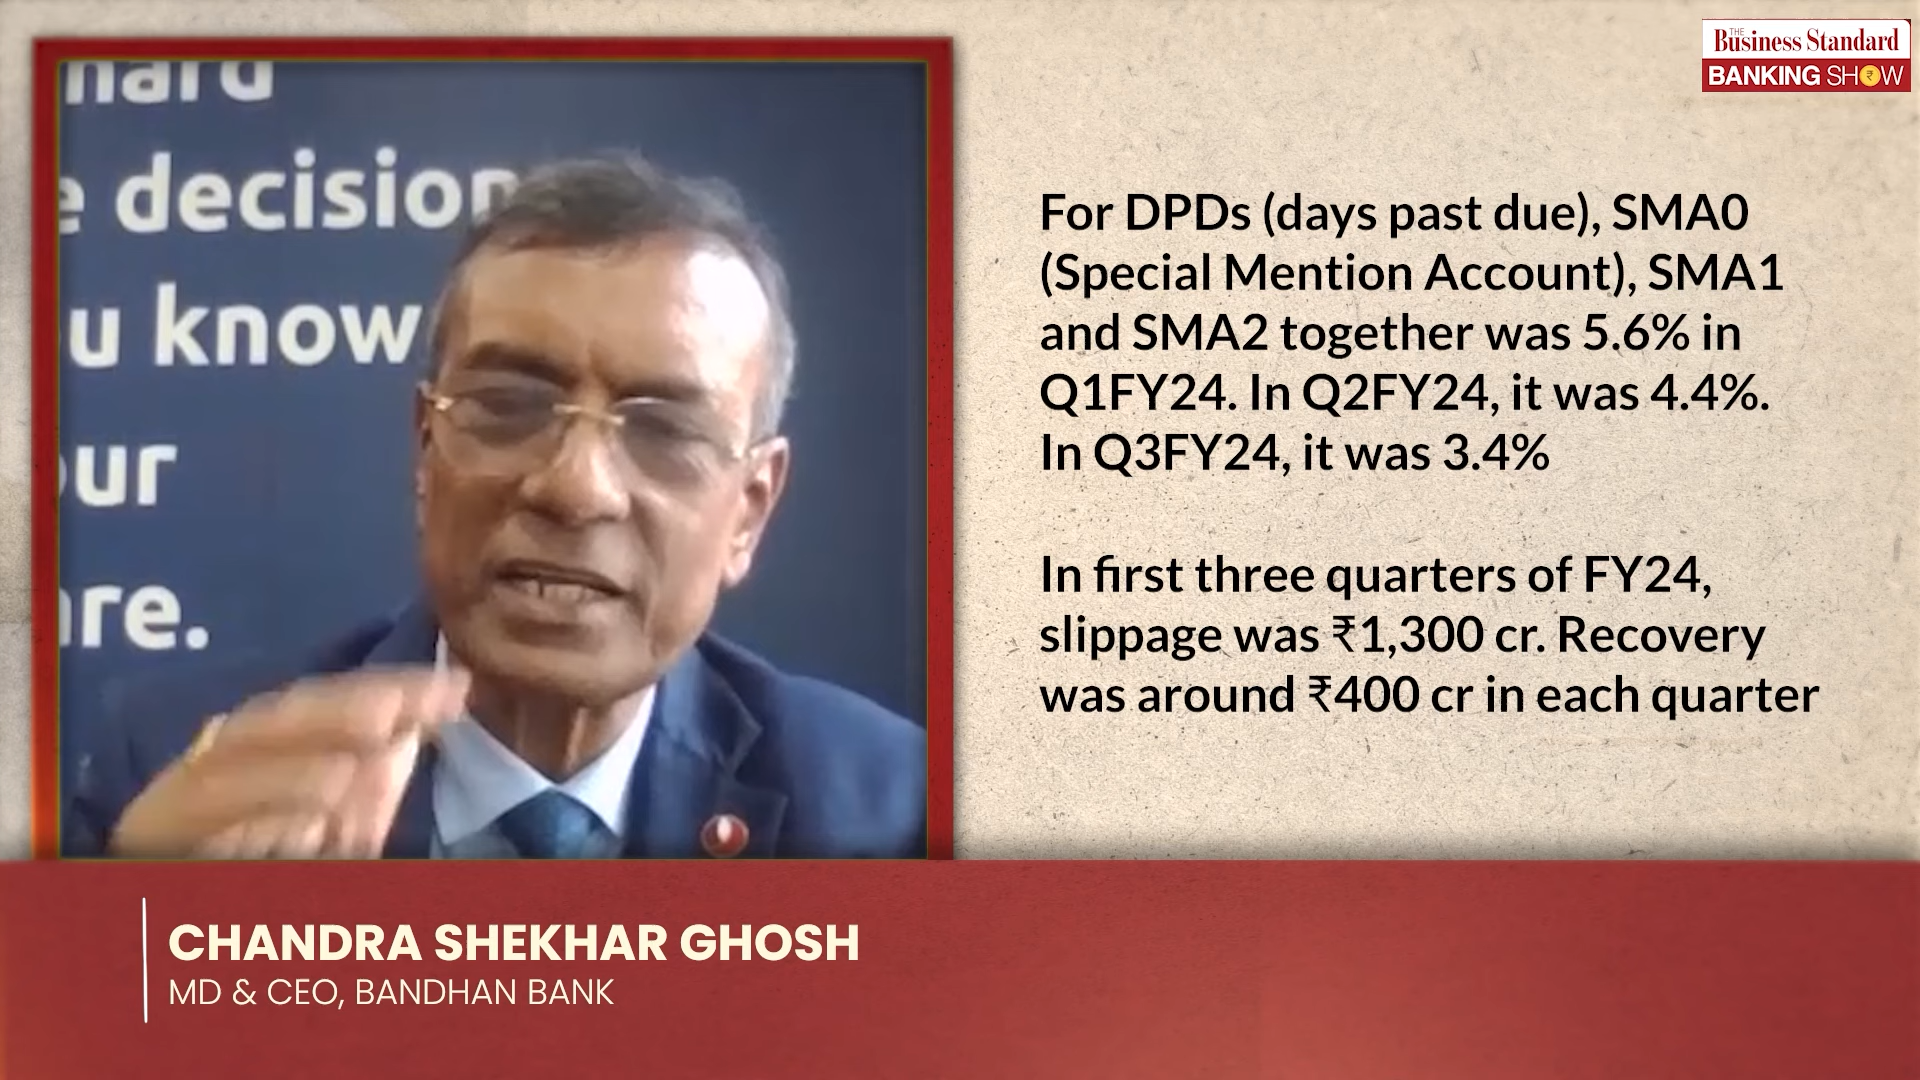 THE
Business Standard
BANKING SHOW
e decision
u know
our
are.
For DPDs (days past due), SMA0
(Special Mention Account), SMA1
and SMA2 together was 5.6% in
Q1FY24. In Q2FY24, it was 4.4%.
In Q3FY24, it was 3.4%
In first three quarters of FY24,
slippage was ₹1,300 cr. Recovery
was around ₹400 cr in each quarter
CHANDRA SHEKHAR GHOSH
MD & CEO, BANDHAN BANK